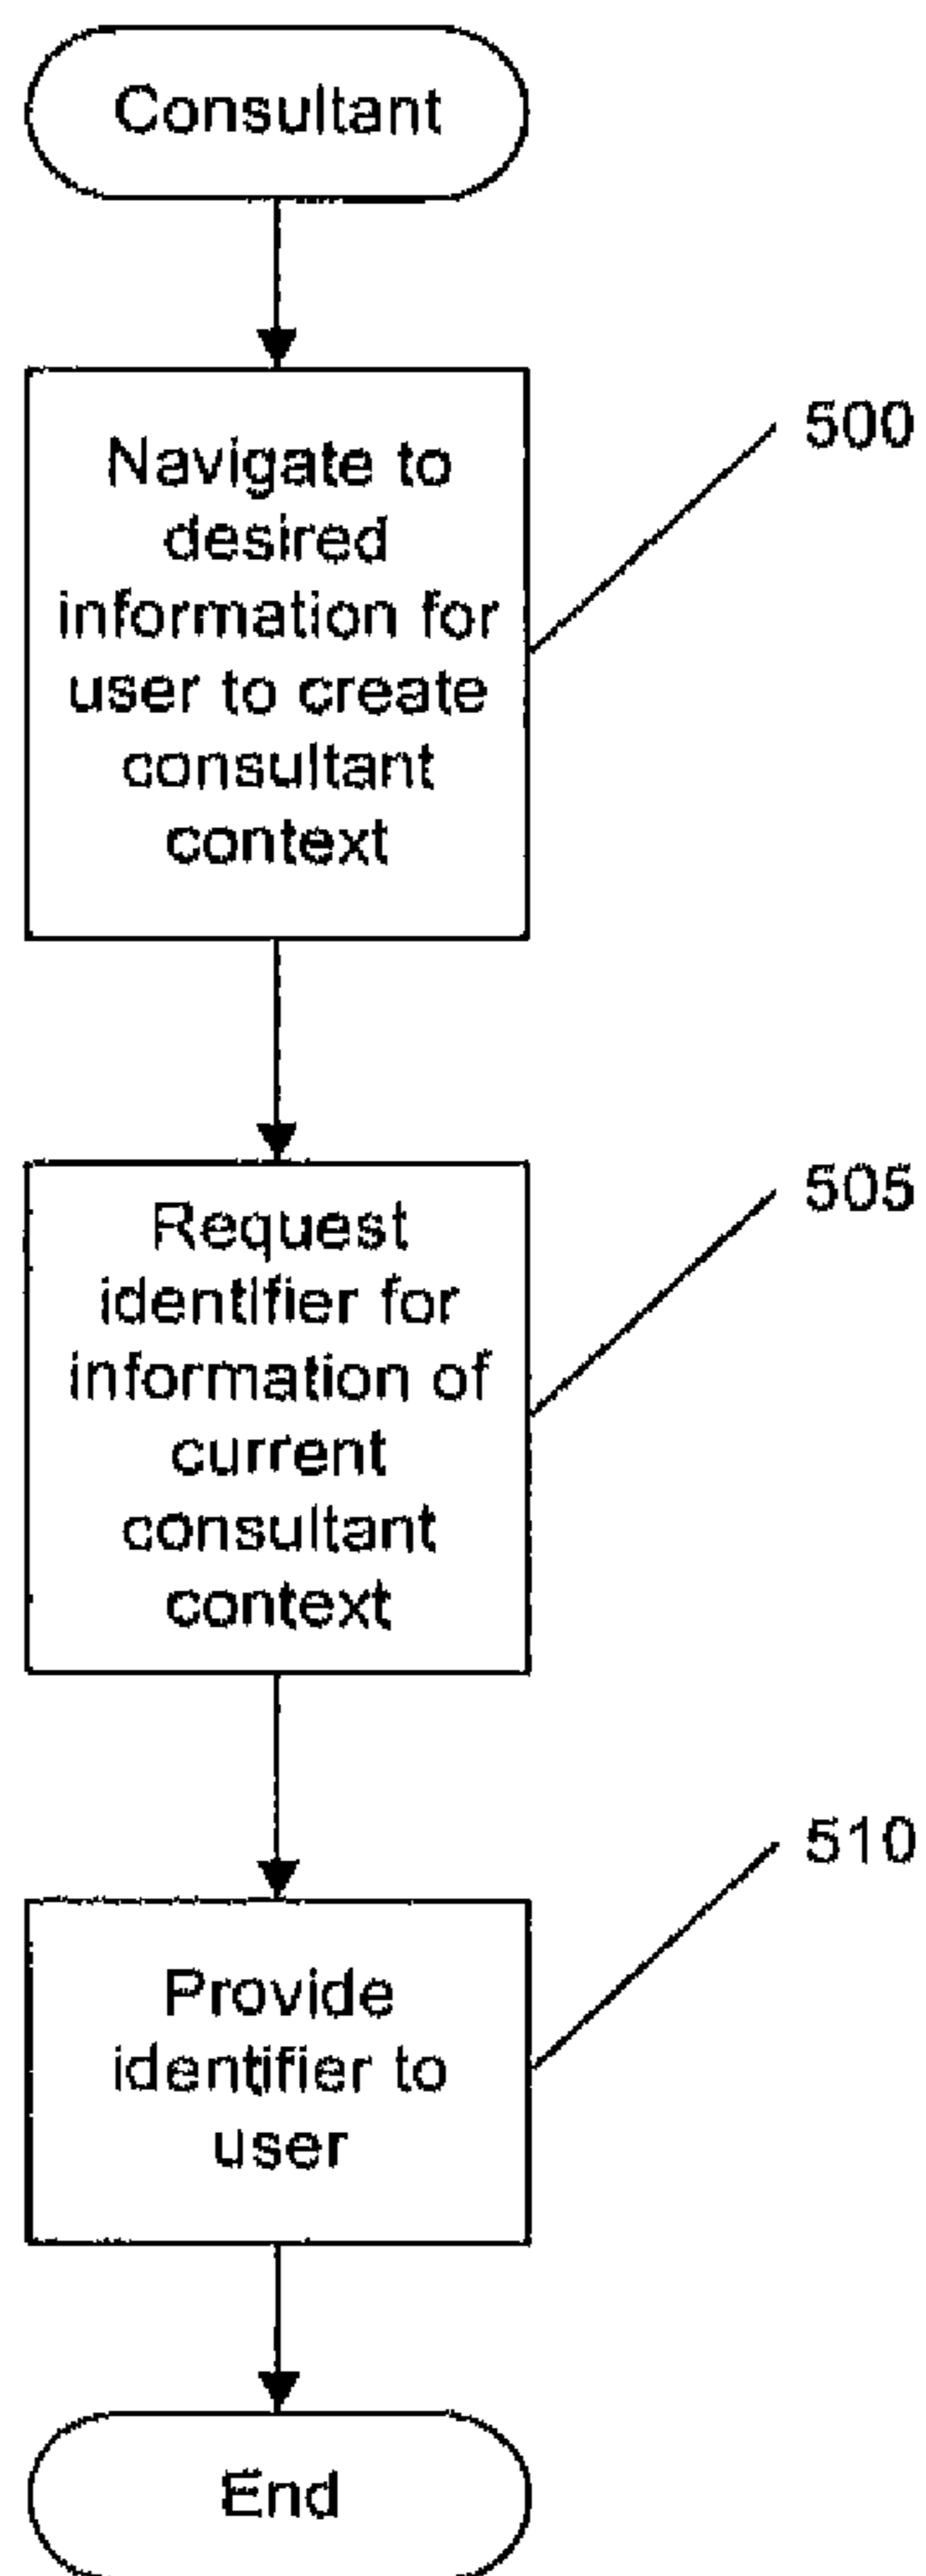 Consultant
Navigate to
desired
information for
user to create
consultant
context
500
Request
identifier for
information of
current
consultant
context
505
Provide
identifier to
user
510
End